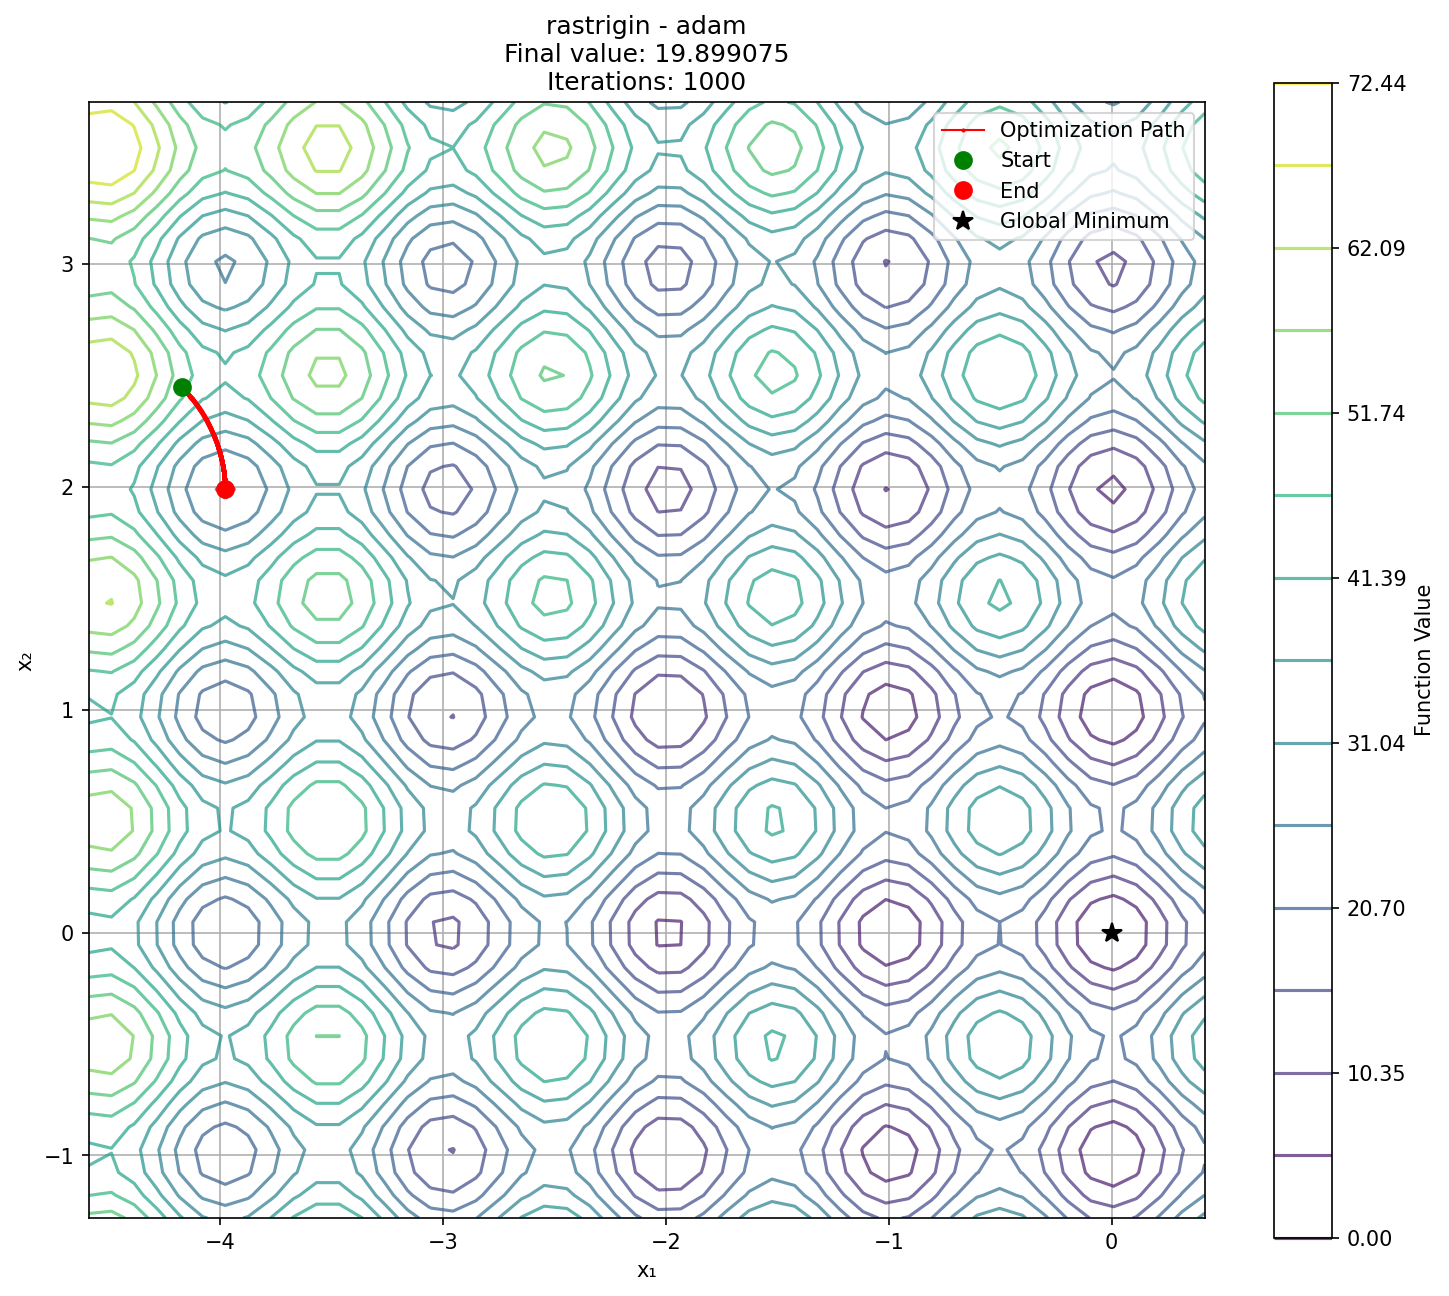 rastrigin - adam
Final value: 19.899075
Iterations: 1000
Optimization Path
Start
End
Global Minimum
3
2
1
0
−1
x₂
−4
−3
−2
−1
0
x₁
72.44
62.09
51.74
41.39
31.04
20.70
10.35
0.00
Function Value